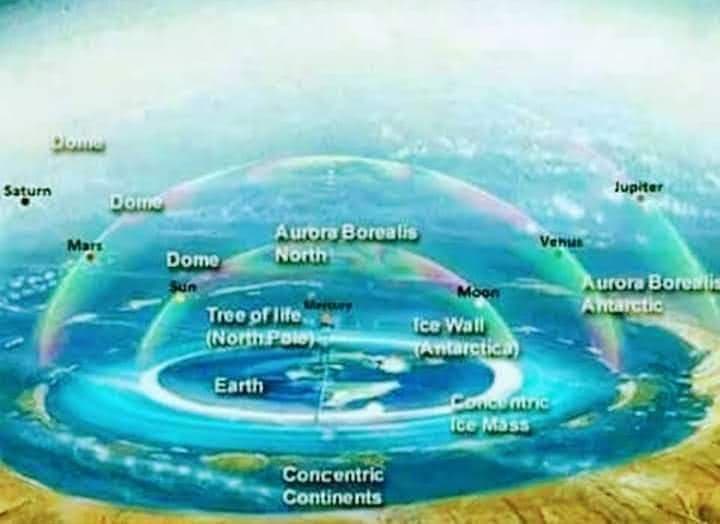 Dome
Saturn
Jupiter
Dome
Aurora Borealis
North
Mars
Venus
Dome
Sun
Moon
Aurora Borealis
Antarctic
Mercury
Tree of life
(North Pole)
Ice Wall
(Antarctica)
Earth
Concentric
Ice Mass
Concentric
Continents